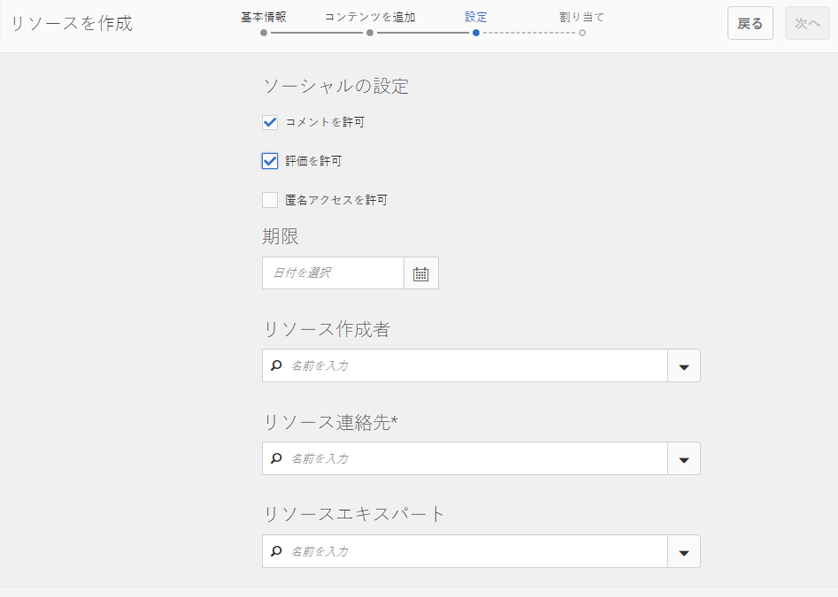 リソースを作成
基本情報
コンテンツを追加
設定
割り当て
戻る
次へ
ソーシャルの設定
コメントを許可
評価を許可
匿名アクセスを許可
期限
日付を選択
リソース作成者
名前を入力
リソース連絡先*
名前を入力
リソースエキスパート
名前を入力